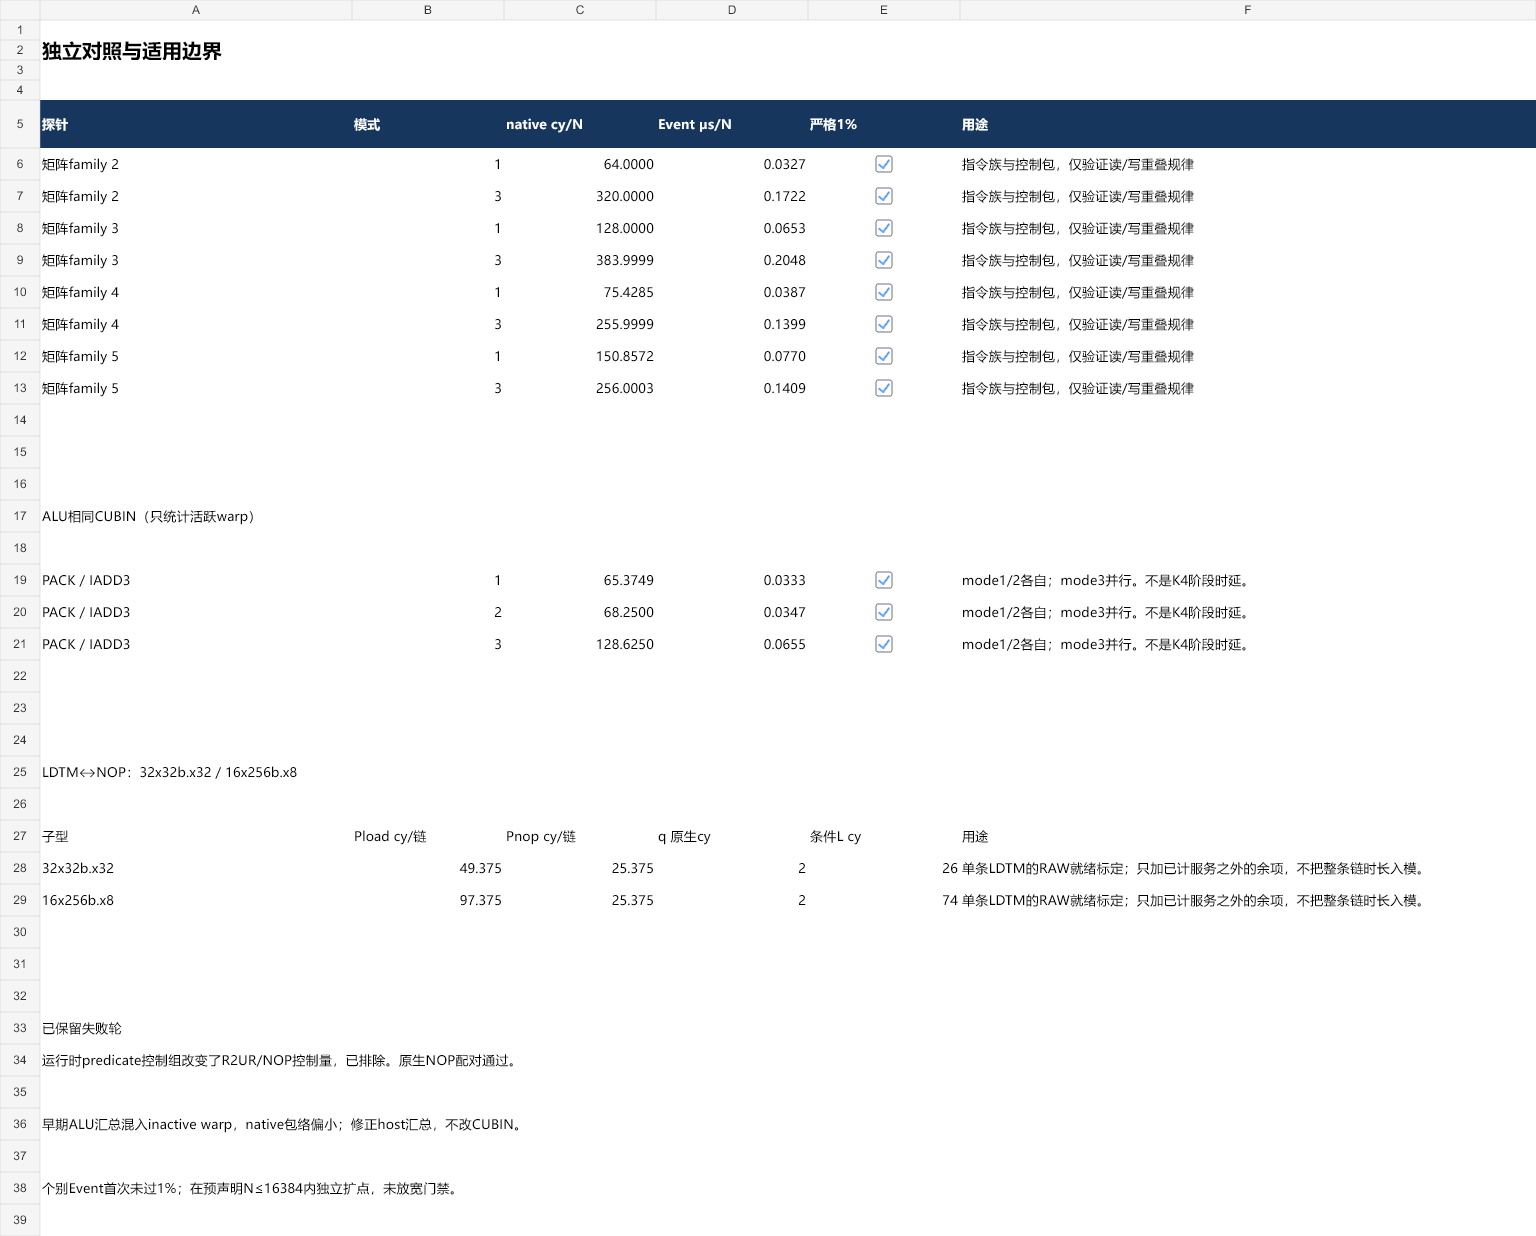 A B C D E F
1
2 独立对照与适用边界
3
4
5 探针 模式 native cy/N Event μs/N 严格1% 用途
6 矩阵family 2 1 64.0000 0.0327 指令族与控制包，仅验证读/写重叠规律
7 矩阵family 2 3 320.0000 0.1722 指令族与控制包，仅验证读/写重叠规律
8 矩阵family 3 1 128.0000 0.0653 指令族与控制包，仅验证读/写重叠规律
9 矩阵family 3 3 383.9999 0.2048 指令族与控制包，仅验证读/写重叠规律
10 矩阵family 4 1 75.4285 0.0387 指令族与控制包，仅验证读/写重叠规律
11 矩阵family 4 3 255.9999 0.1399 指令族与控制包，仅验证读/写重叠规律
12 矩阵family 5 1 150.8572 0.0770 指令族与控制包，仅验证读/写重叠规律
13 矩阵family 5 3 256.0003 0.1409 指令族与控制包，仅验证读/写重叠规律
14
15
16
17 ALU相同CUBIN（只统计活跃warp）
18
19 PACK / IADD3 1 65.3749 0.0333 mode1/2各自；mode3并行。不是K4阶段时延。
20 PACK / IADD3 2 68.2500 0.0347 mode1/2各自；mode3并行。不是K4阶段时延。
21 PACK / IADD3 3 128.6250 0.0655 mode1/2各自；mode3并行。不是K4阶段时延。
22
23
24
25 LDTM↔NOP：32x32b.x32 / 16x256b.x8
26
27 子型 Pload cy/链 Pnop cy/链 q 原生cy 条件L cy 用途
28 32x32b.x32 49.375 25.375 2 26 单条LDTM的RAW就绪标定；只加已计服务之外的余项，不把整条链时长入模。
29 16x256b.x8 97.375 25.375 2 74 单条LDTM的RAW就绪标定；只加已计服务之外的余项，不把整条链时长入模。
30
31
32
33 已保留失败轮
34 运行时predicate控制组改变了R2UR/NOP控制量，已排除。原生NOP配对通过。
35
36 早期ALU汇总混入inactive warp，native包络偏小；修正host汇总，不改CUBIN。
37
38 个别Event首次未过1%；在预声明N≤16384内独立扩点，未放宽门禁。
39